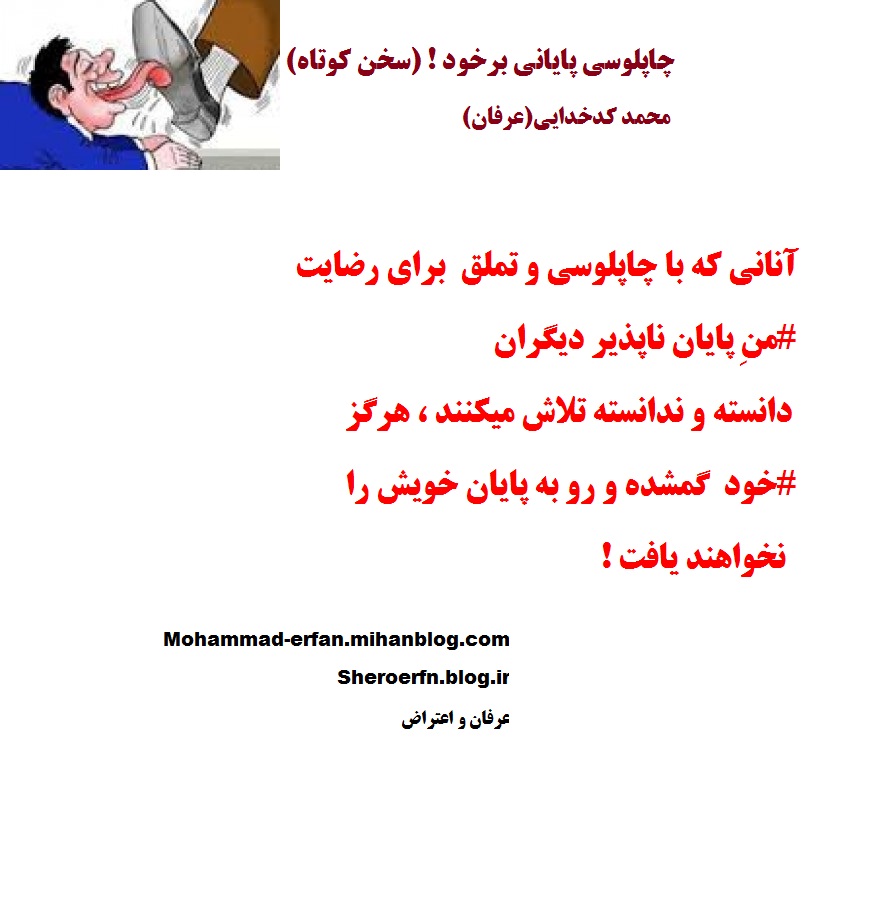 چاپلوسی پایانی برخود ! (سخن کوتاه)
محمد کدخدایی(عرفان)
آنانی که با چاپلوسی و تملق برای رضایت
#منِ پایان ناپذیر دیگران
دانسته و ندانسته تلاش میکنند ، هرگز
#خود گمشده و رو به پایان خویش را
نخواهند یافت !
Mohammad-erfan.mihanblog.com
Sheroerfn.blog.ir
عرفان و اعتراض